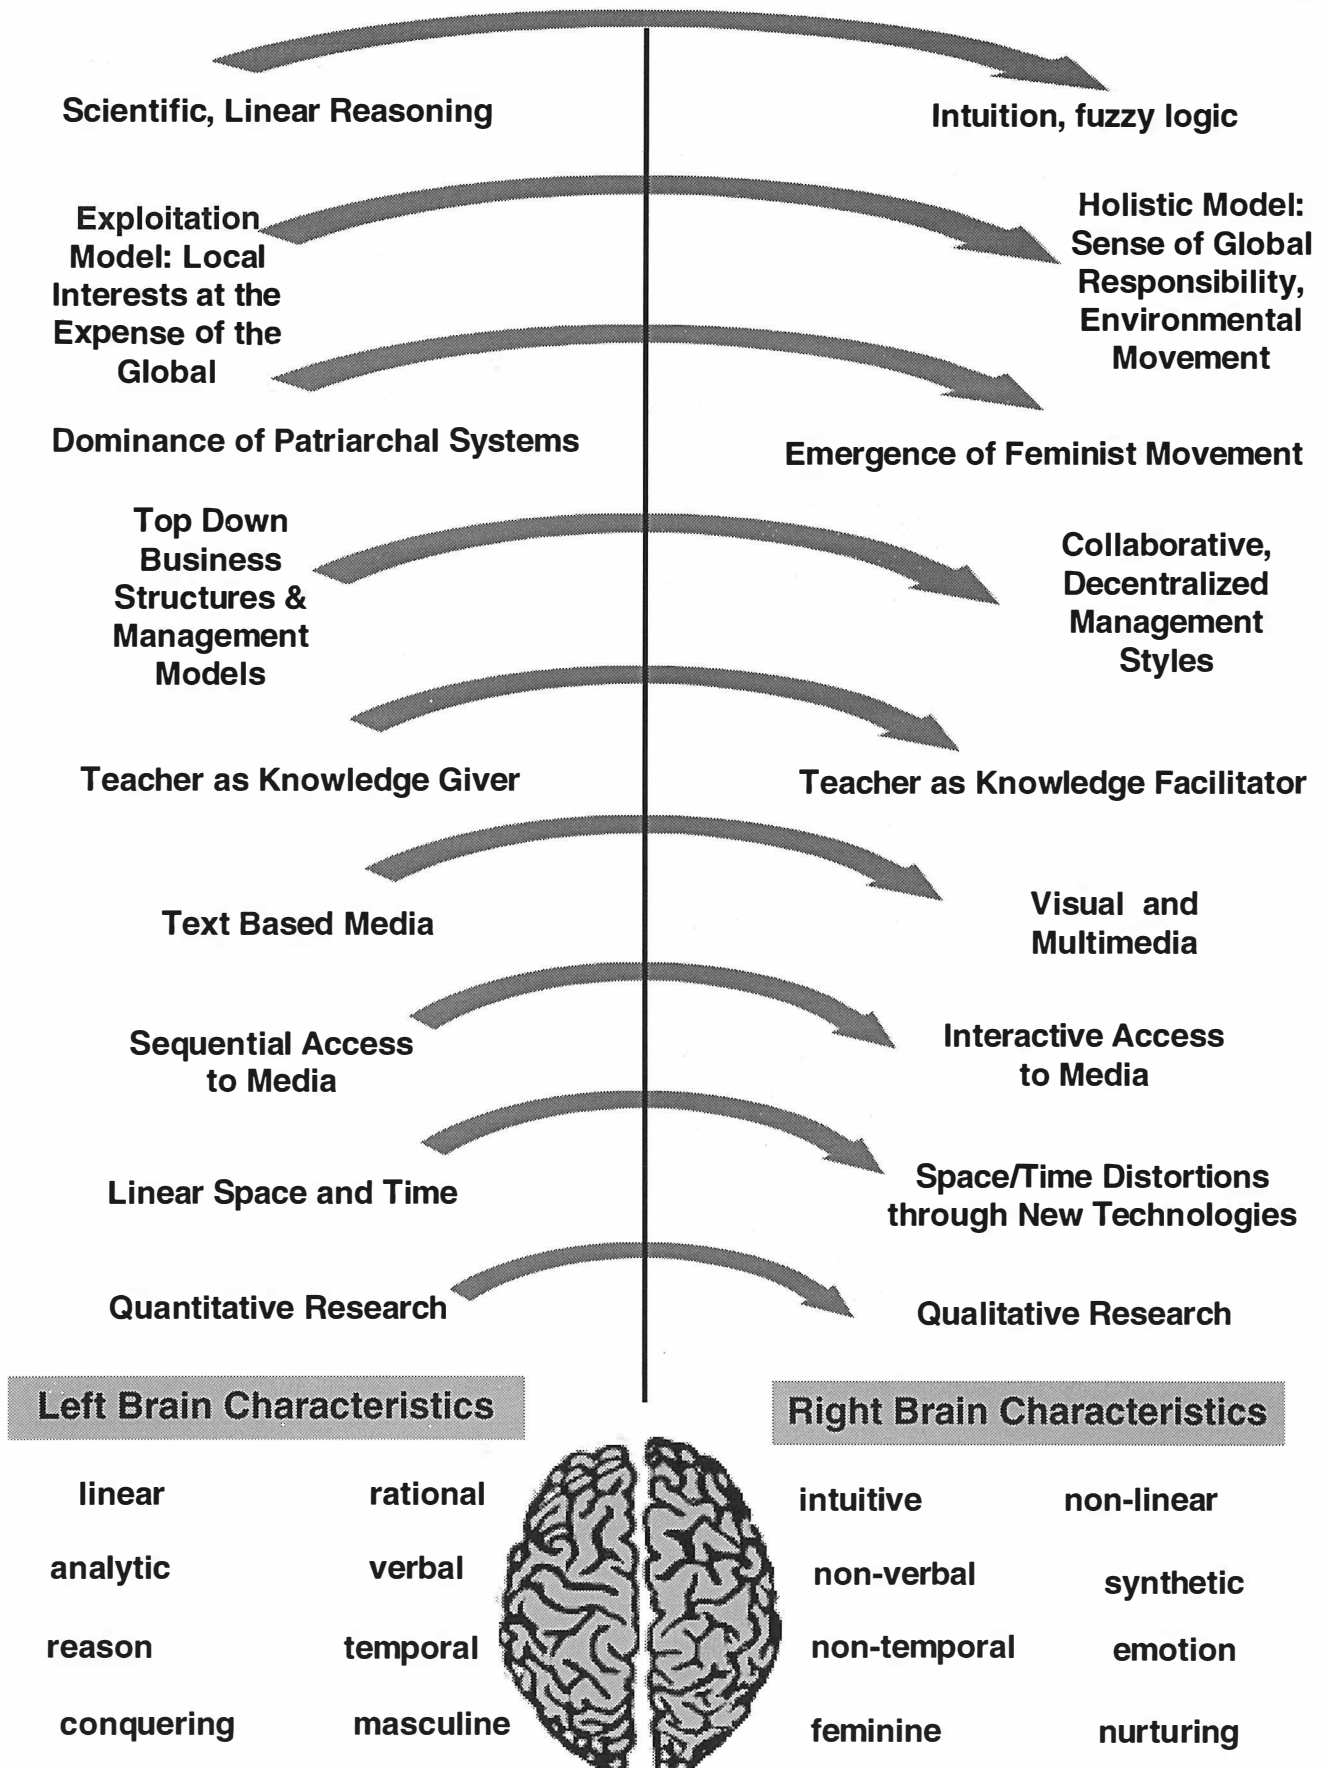 Scientific, Linear Reasoning
Intuition, fuzzy logic
Exploitation
Model: Local
Interests at the
Expense of the
Global
Holistic Model:
Sense of Global
Responsibility,
Environmental
Movement
Dominance of Patriarchal Systems
Emergence of Feminist Movement
Top Down
Business
Structures &
Management
Models
Collaborative,
Decentralized
Management
Styles
Teacher as Knowledge Giver
Teacher as Knowledge Facilitator
Text Based Media
Visual and
Multimedia
Sequential Access
to Media
Interactive Access
to Media
Linear Space and Time
Space/Time Distortions
through New Technologies
Quantitative Research
Qualitative Research
Left Brain Characteristics
linear rational
analytic verbal
reason temporal
conquering masculine
Right Brain Characteristics
intuitive non-linear
non-verbal synthetic
non-temporal emotion
feminine nurturing